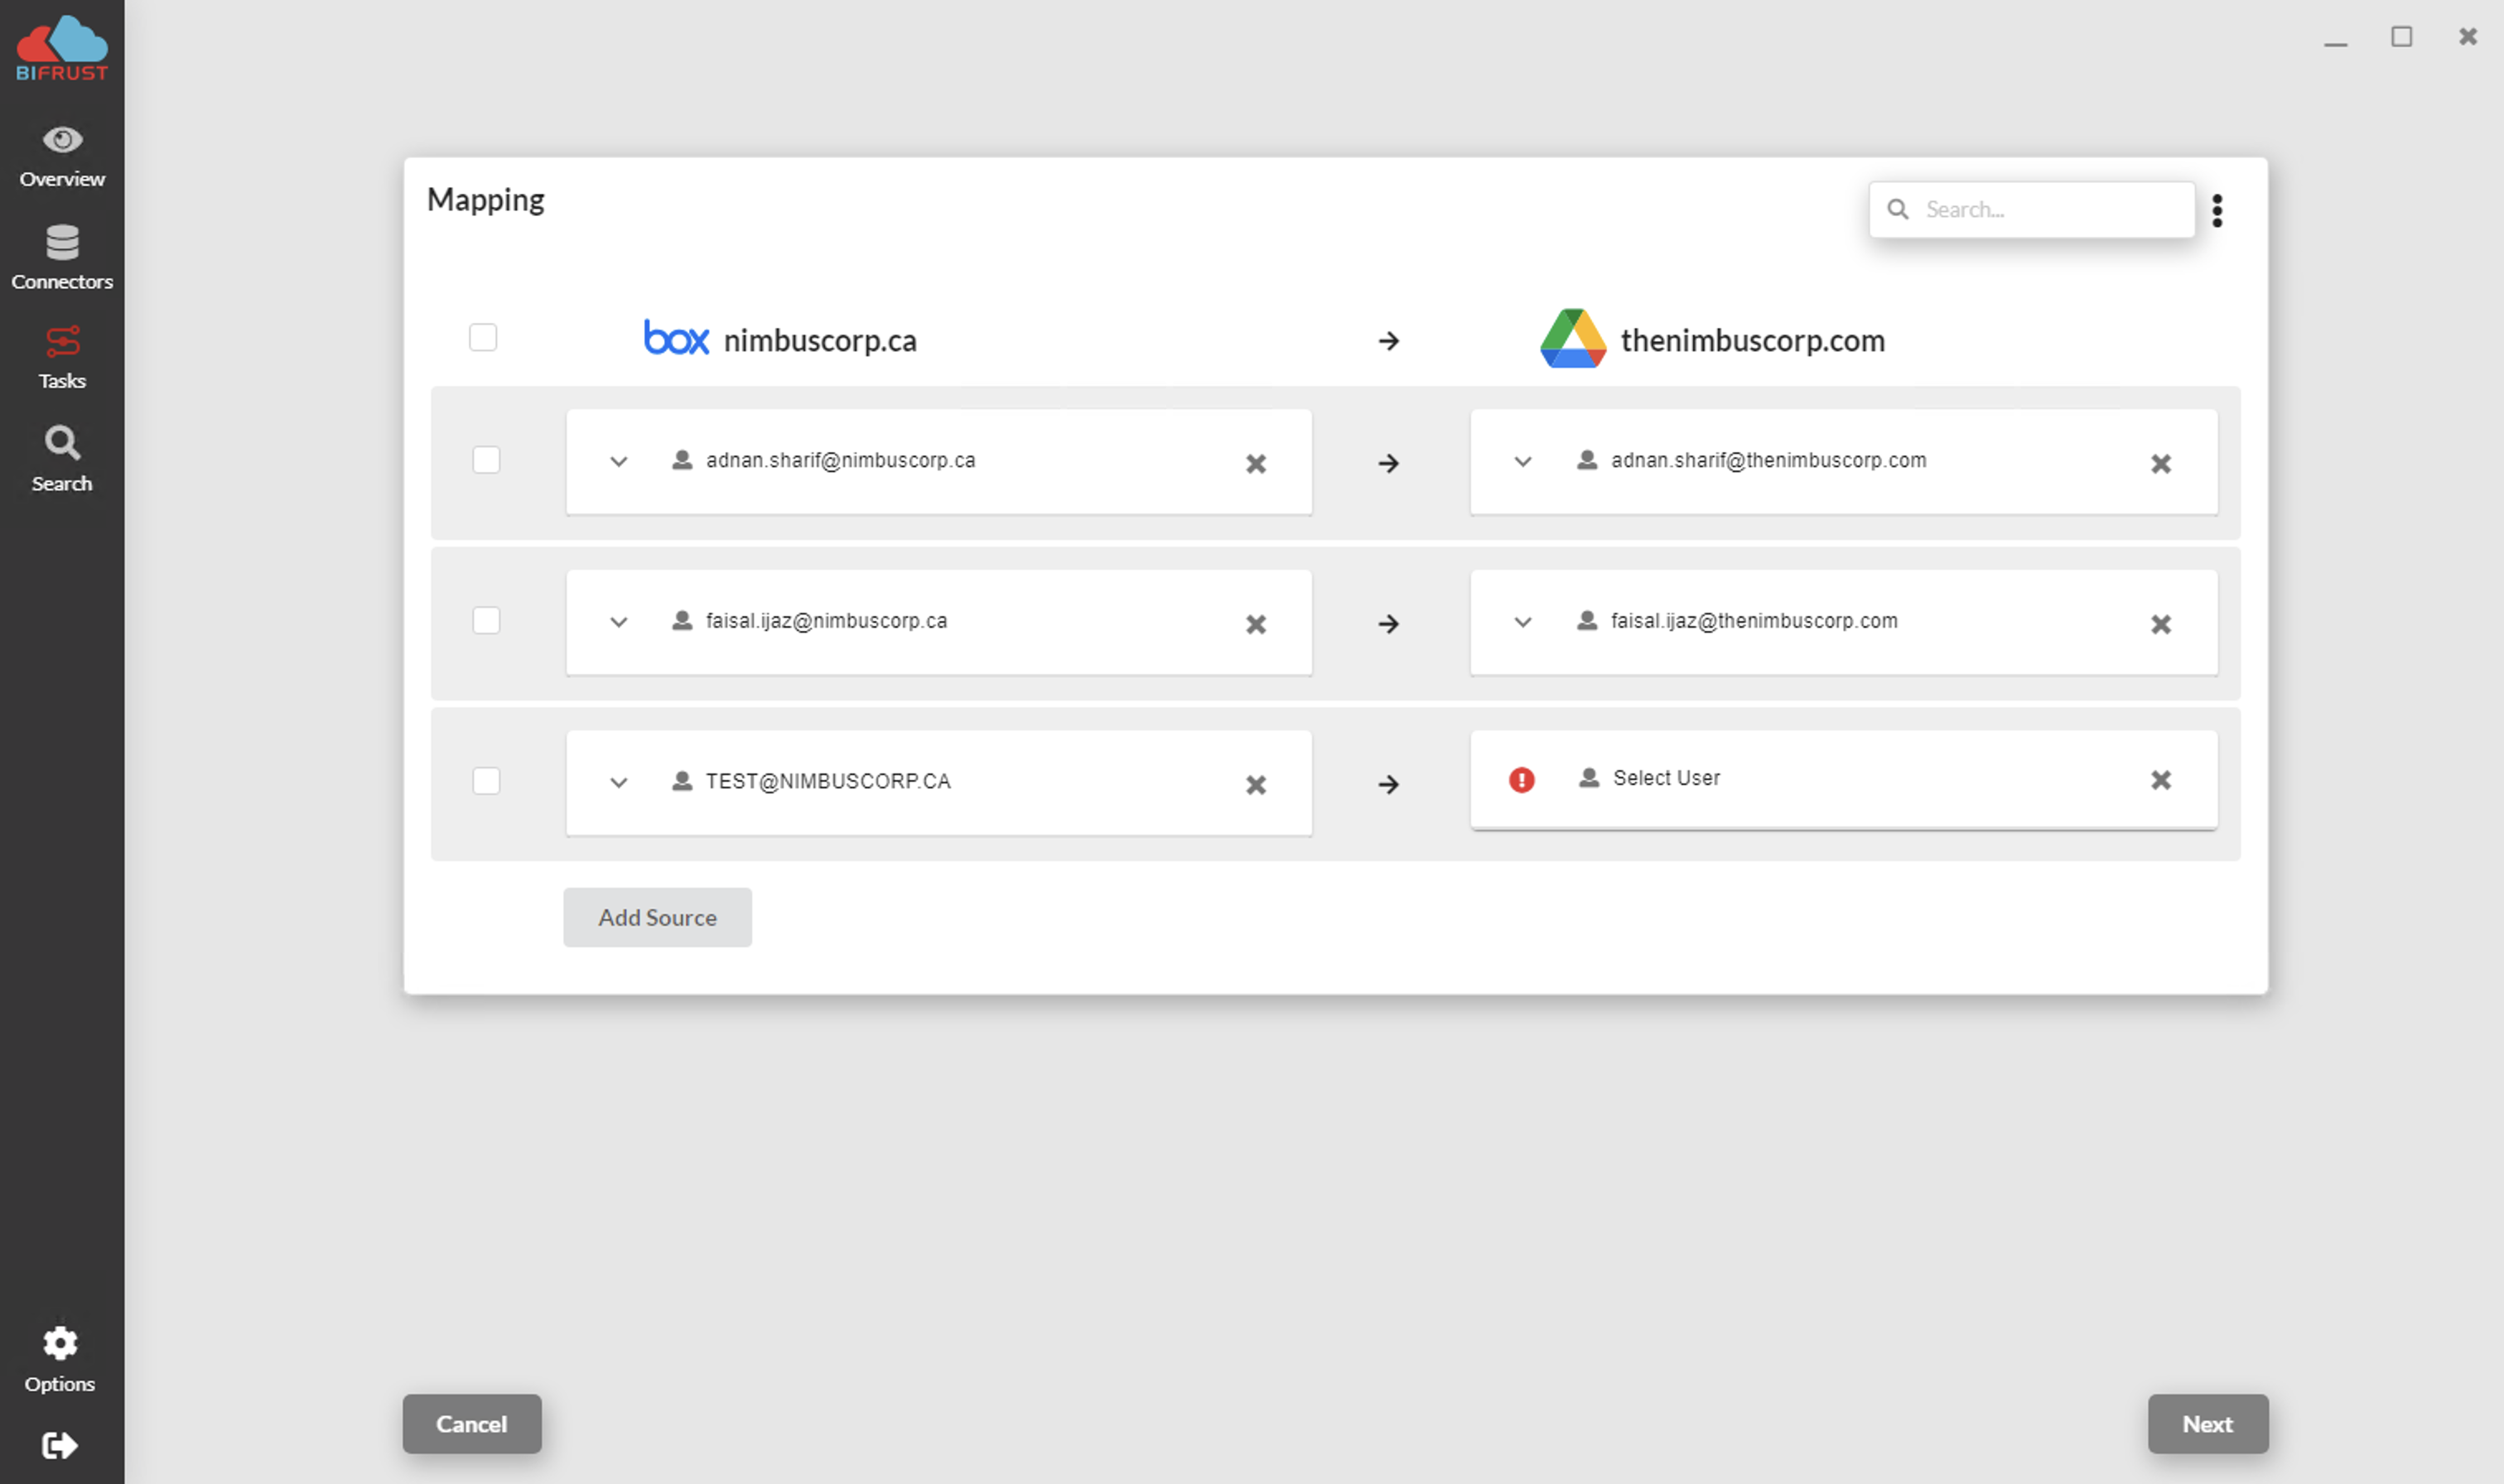 BIFRUST
Overview
Connectors
Tasks
Search
Options
Mapping
Search...
box nimbuscorp.ca
thenimbuscorp.com
adnan.sharif@nimbuscorp.ca
adnan.sharif@thenimbuscorp.com
faisal.ijaz@nimbuscorp.ca
faisal.ijaz@thenimbuscorp.com
TEST@NIMBUSCORP.CA
Select User
Add Source
Cancel
Next